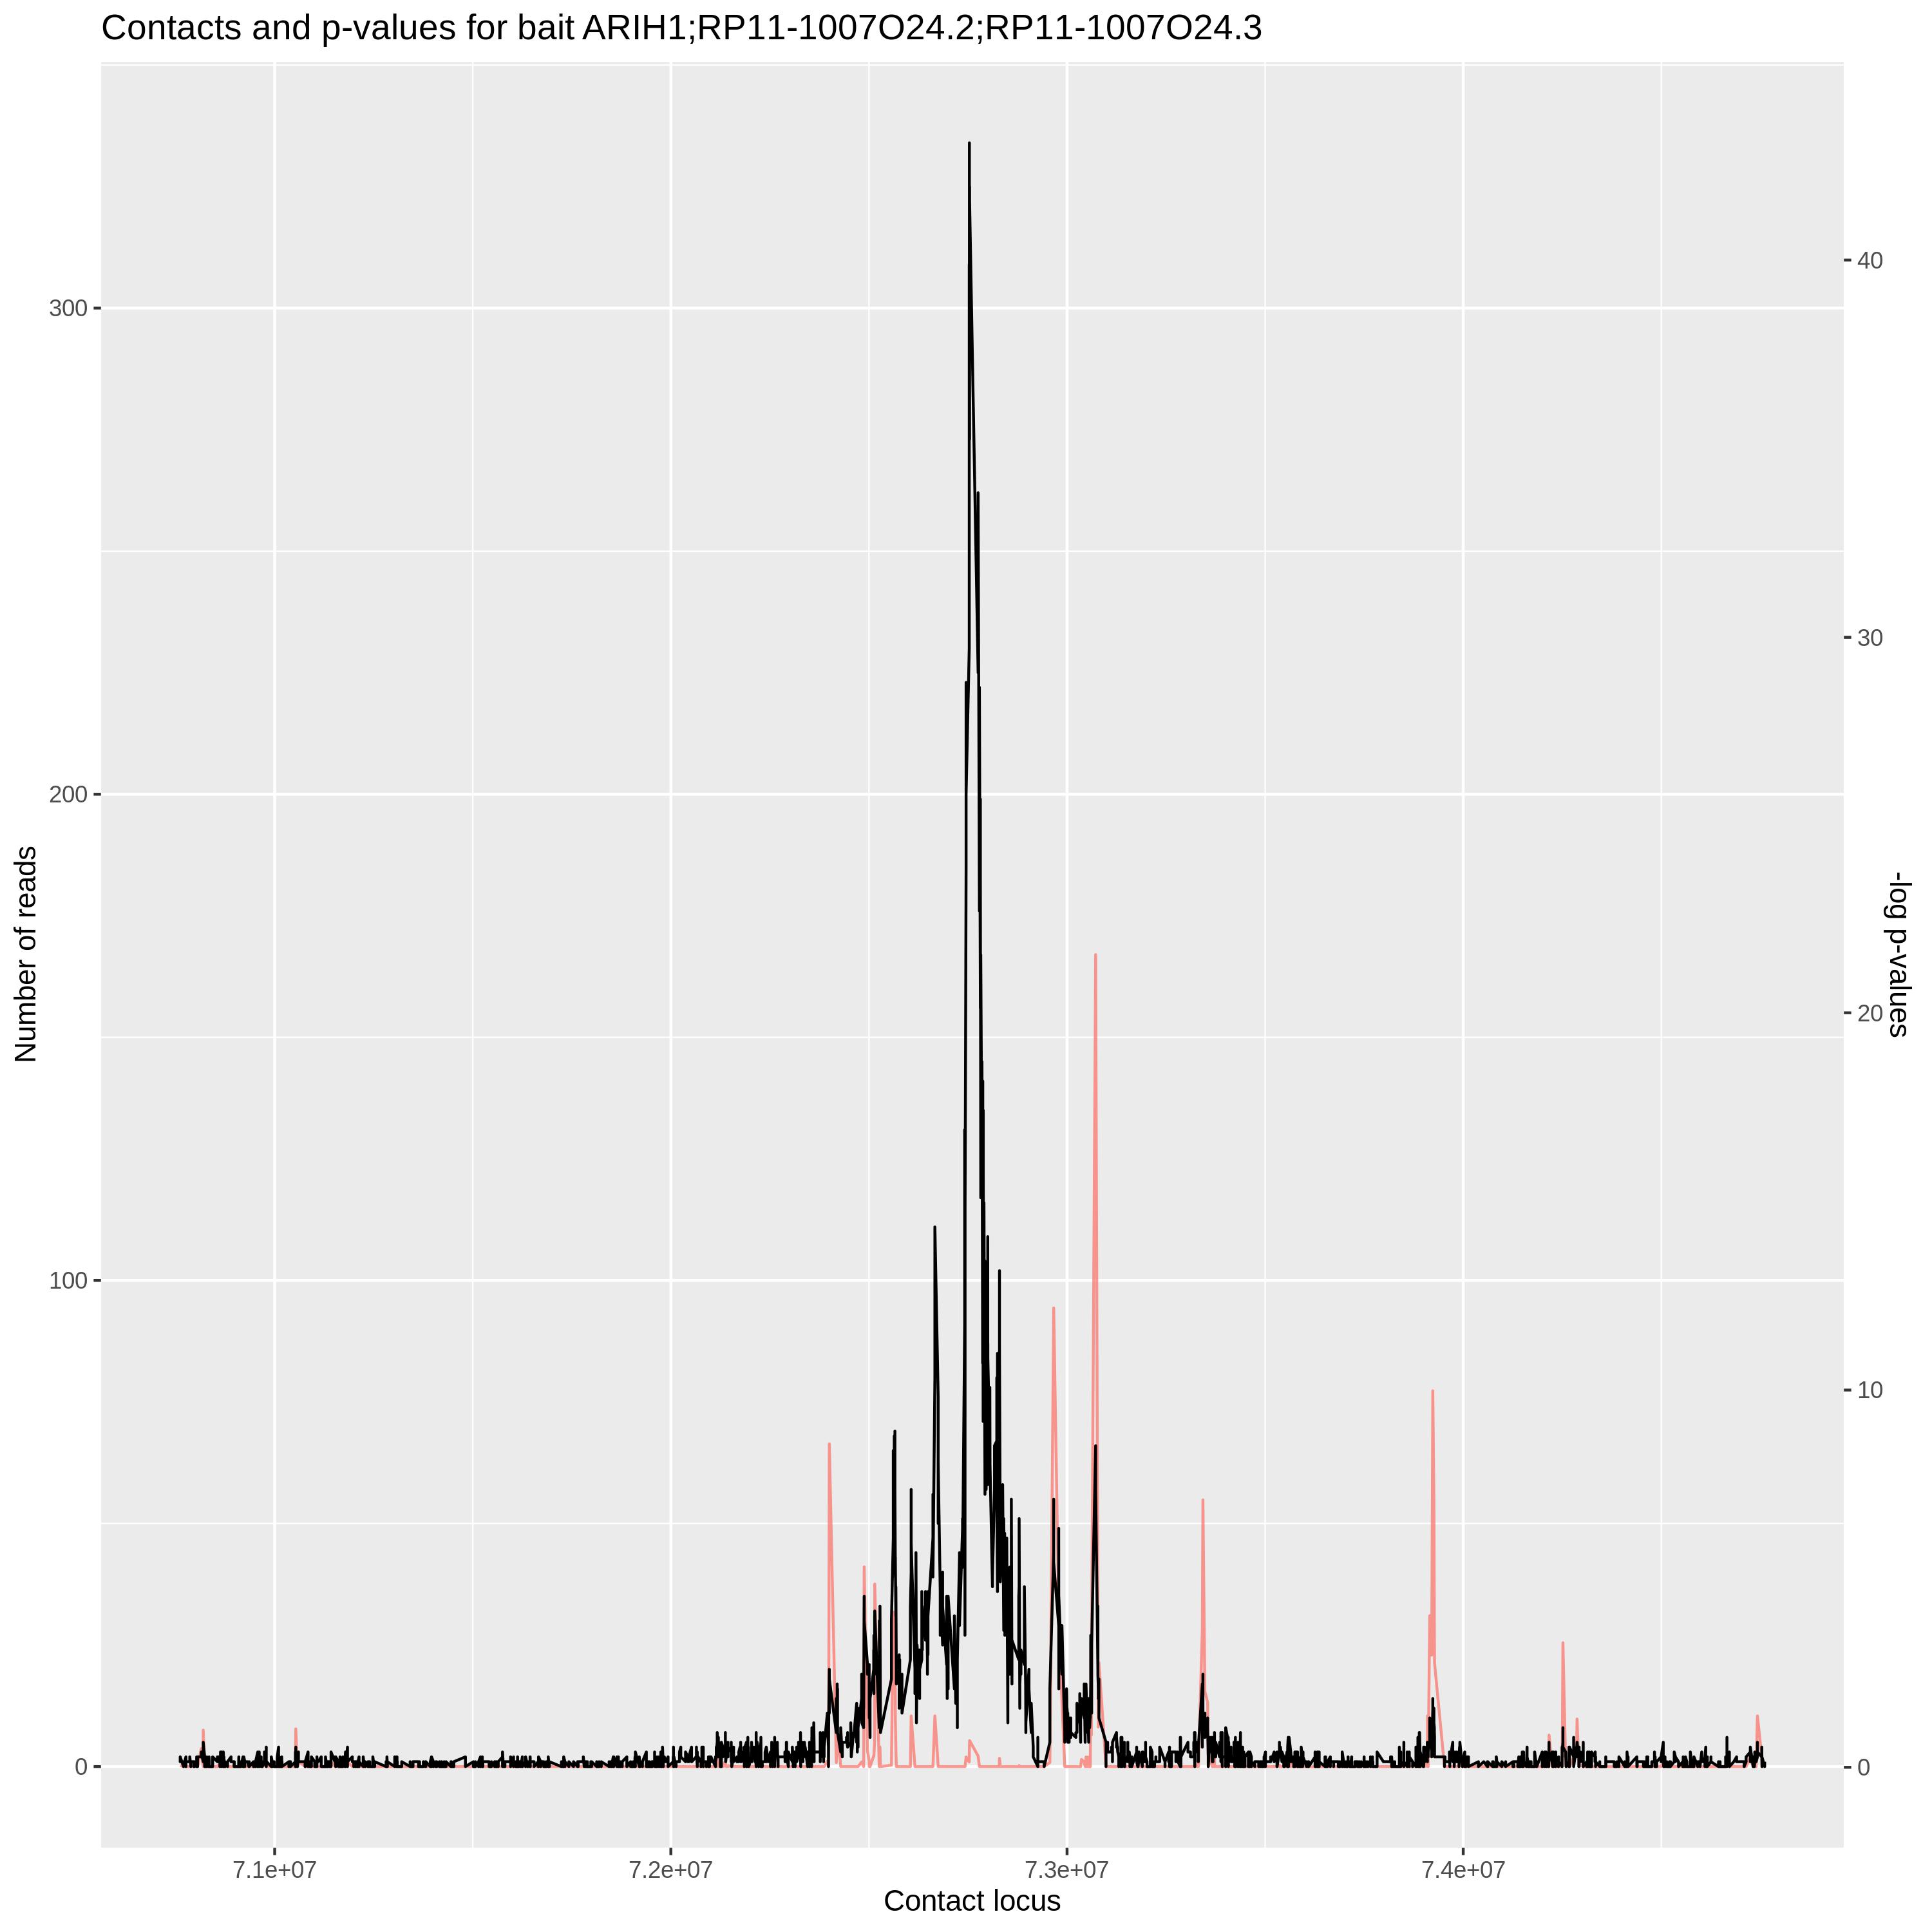 Contacts and p-values for bait ARIH1;RP11-1007O24.2;RP11-1007O24.3
300
200
100
0
Number of reads
40
30
20
10
0
-log p-values
7.1e+07
7.2e+07
7.3e+07
7.4e+07
Contact locus